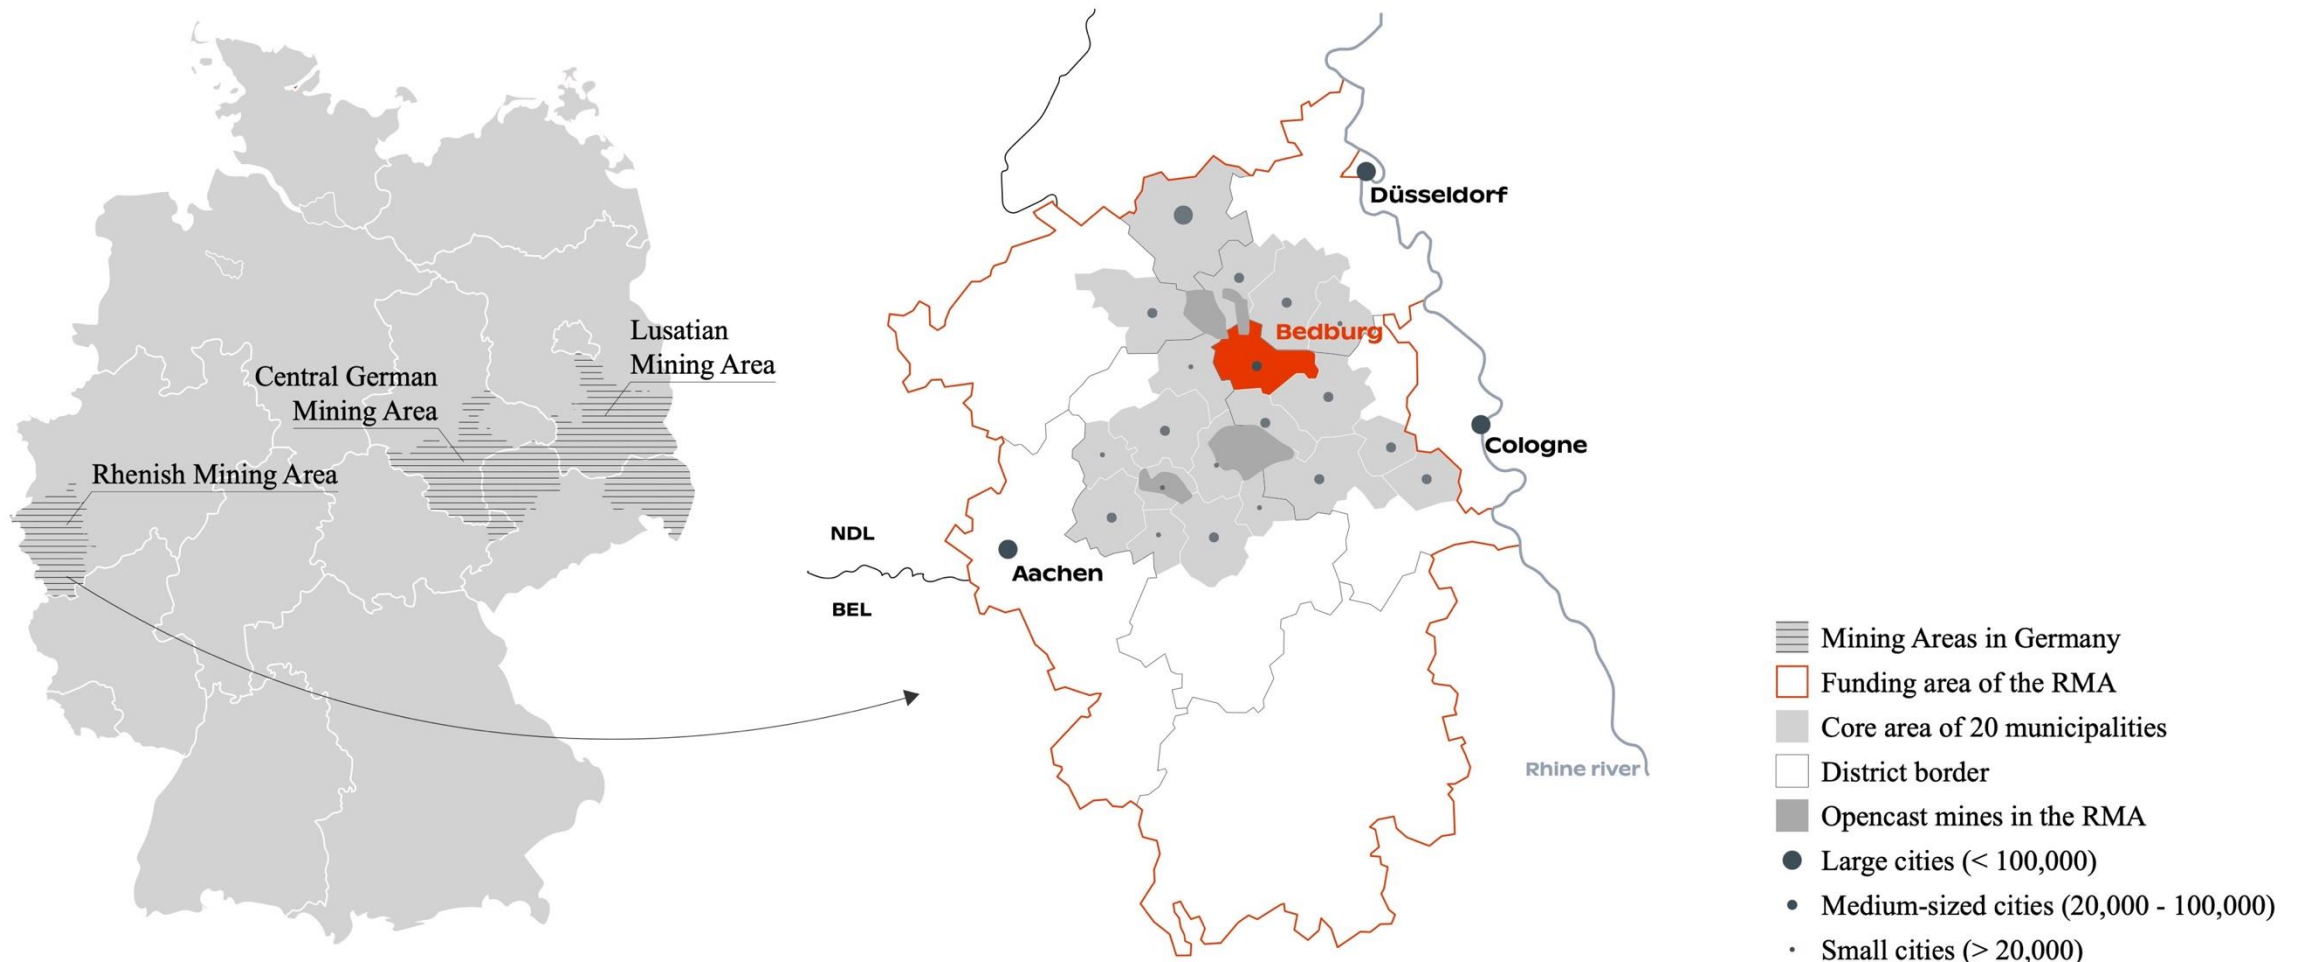 Lusatian
Mining Area
Central German
Mining Area
Rhenish Mining Area
Düsseldorf
Bedburg
Cologne
NDL
Aachen
BEL
Rhine river
Mining Areas in Germany
Funding area of the RMA
Core area of 20 municipalities
District border
Opencast mines in the RMA
Large cities (< 100,000)
Medium-sized cities (20,000 - 100,000)
Small cities (> 20,000)